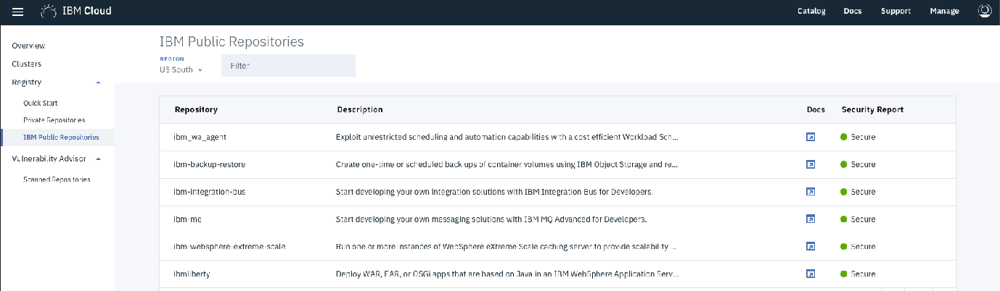 IBM Cloud Catalog Docs Support Manage
Overview
Clusters
Registry
Quick Start
Private Repositories
IBM Public Repositories
Vulnerability Advisor
Scanned Repositories
IBM Public Repositories
REGION
US South Filter
Repository Description Docs Security Report
ibm_wa_agent Exploit unrestricted scheduling and automation capabilities with a cost efficient Workload Sch... Secure
ibm-backup-restore Create one-time or scheduled back ups of container volumes using IBM Object Storage and re... Secure
ibm-integration-bus Start developing your own integration solutions with IBM Integration Bus for Developers. Secure
ibm-mq Start developing your own messaging solutions with IBM MQ Advanced for Developers. Secure
ibm-websphere-extreme-scale Run one or more instances of WebSphere eXtreme Scale caching server to provide scalability ... Secure
ibmliberty Deploy WAR, EAR, or OSGi apps that are based on Java in an IBM WebSphere Application Serv... Secure